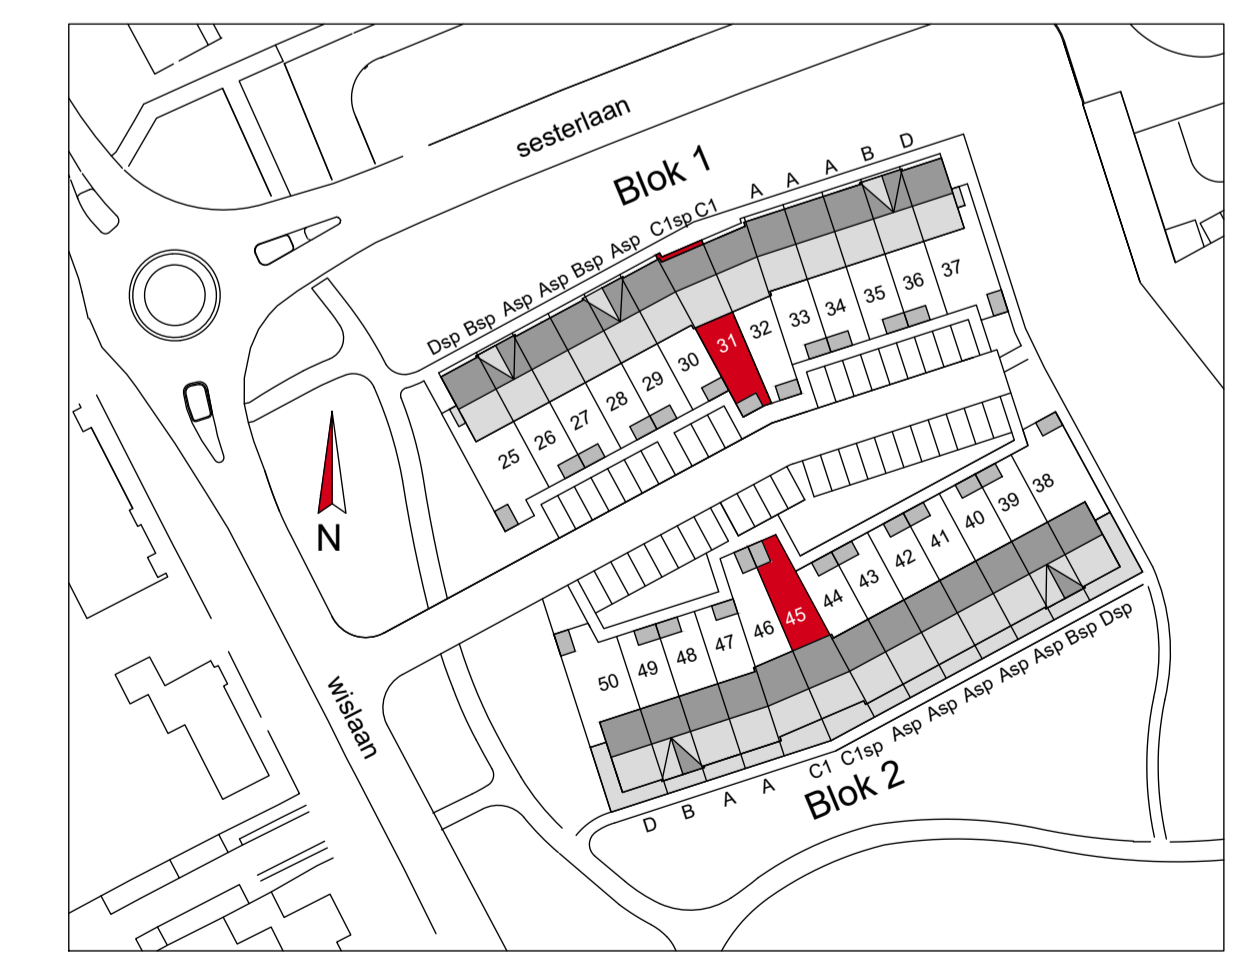 sesterlaan
Blok 1
Dsp Bsp Asp Asp Bsp Asp C1sp C1 A A A B D
25 26 27 28 29 30 31 32 33 34 35 36 37
N
50 49 48 47 46 45 44 43 42 41 40 39 38
D B A A C1 C1sp Asp Asp Asp Asp Asp Bsp Dsp
Blok 2
wislaan